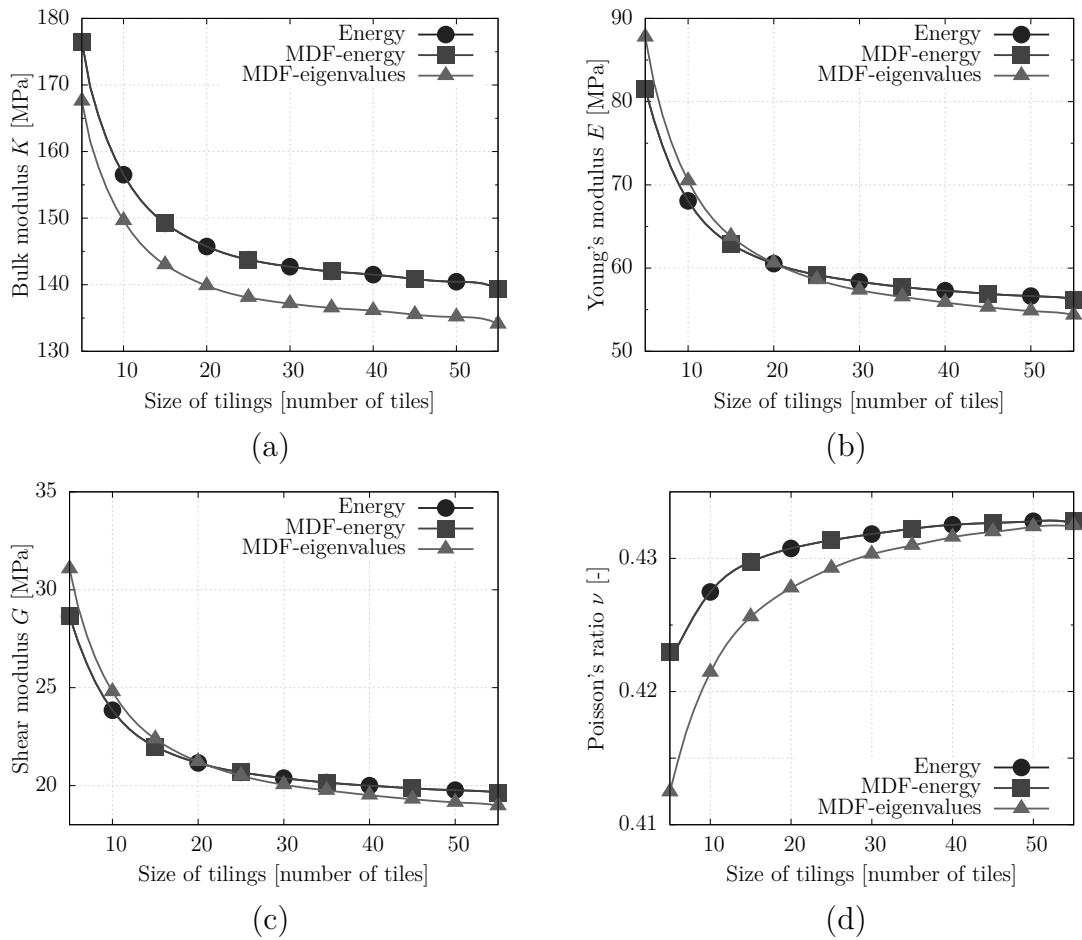 180
170
160
150
140
130
Bulk modulus K [MPa]
Energy
MDF-energy
MDF-eigenvalues
10 20 30 40 50
Size of tilings [number of tiles]
(a)
90
80
70
60
50
Young's modulus E [MPa]
Energy
MDF-energy
MDF-eigenvalues
10 20 30 40 50
Size of tilings [number of tiles]
(b)
35
30
25
20
Shear modulus G [MPa]
Energy
MDF-energy
MDF-eigenvalues
10 20 30 40 50
Size of tilings [number of tiles]
(c)
0.43
0.42
0.41
Poisson's ratio ν [-]
Energy
MDF-energy
MDF-eigenvalues
10 20 30 40 50
Size of tilings [number of tiles]
(d)